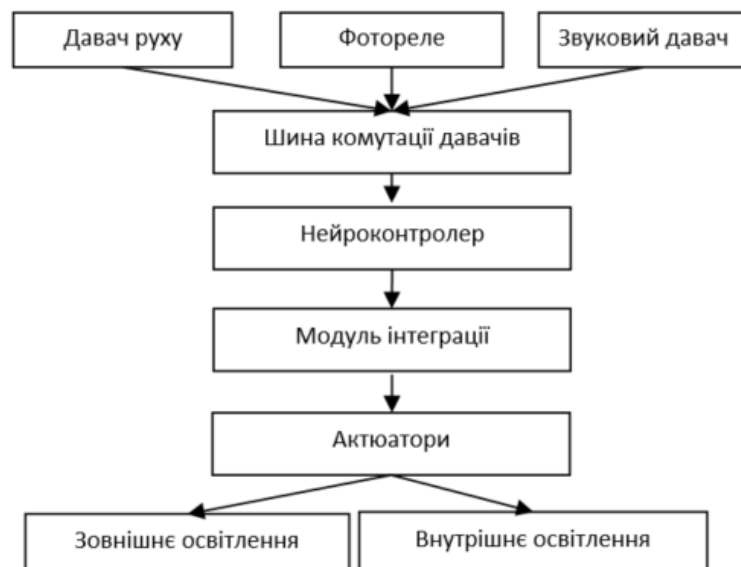 Давач руху
Фотореле
Звуковий давач
Шина комутації давачів
Нейроконтролер
Модуль інтеграції
Актюатори
Зовнішнє освітлення
Внутрішнє освітлення